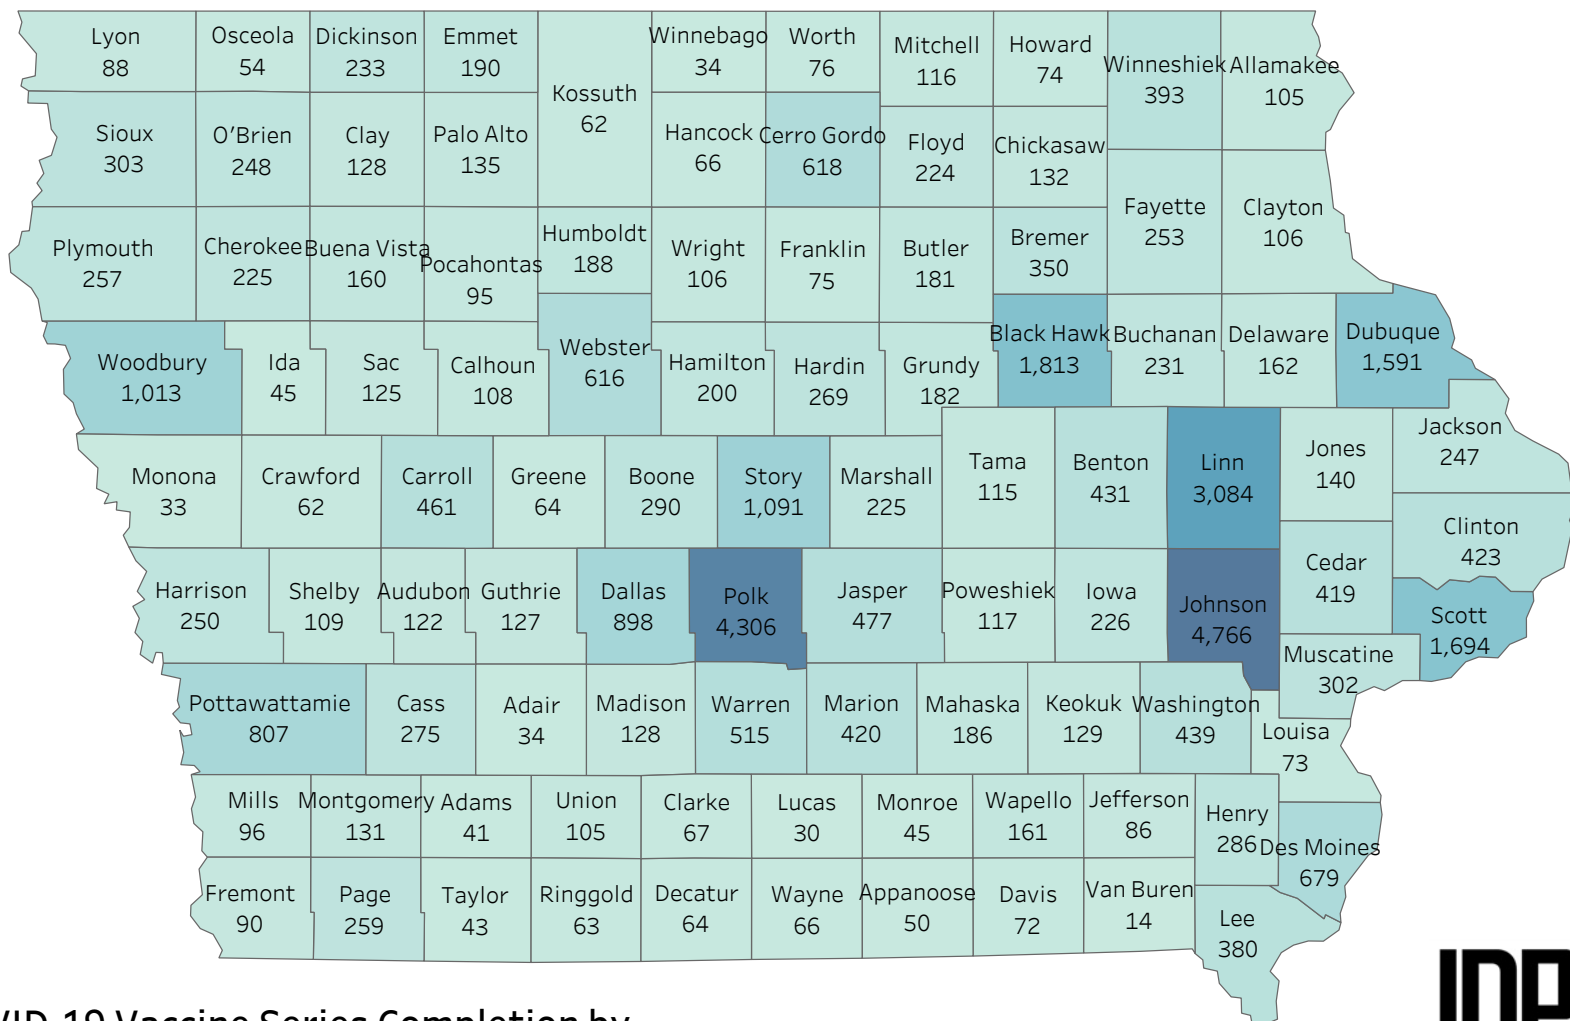 Lyon
88
Osceola
54
Dickinson
233
Emmet
190
Kossuth
62
Winnebago
34
Worth
76
Mitchell
116
Howard
74
Winneshiek
393
Allamakee
105
Sioux
303
O'Brien
248
Clay
128
Palo Alto
135
Hancock
66
Cerro Gordo
618
Floyd
224
Chickasaw
132
Fayette
253
Clayton
106
Plymouth
257
Cherokee
225
Buena Vista
160
Pocahontas
95
Humboldt
188
Wright
106
Franklin
75
Butler
181
Bremer
350
Woodbury
1,013
Ida
45
Sac
125
Calhoun
108
Webster
616
Hamilton
200
Hardin
269
Grundy
182
Black Hawk
1,813
Buchanan
231
Delaware
162
Dubuque
1,591
Monona
33
Crawford
62
Carroll
461
Greene
64
Boone
290
Story
1,091
Marshall
225
Tama
115
Benton
431
Linn
3,084
Jones
140
Jackson
247
Clinton
423
Harrison
250
Shelby
109
Audubon
122
Guthrie
127
Dallas
898
Polk
4,306
Jasper
477
Poweshiek
117
Iowa
226
Johnson
4,766
Cedar
419
Scott
1,694
Muscatine
302
Pottawattamie
807
Cass
275
Adair
34
Madison
128
Warren
515
Marion
420
Mahaska
186
Keokuk
129
Washington
439
Louisa
73
Mills
96
Montgomery
131
Adams
41
Union
105
Clarke
67
Lucas
30
Monroe
45
Wapello
161
Jefferson
86
Henry
286
Des Moines
679
Fremont
90
Page
259
Taylor
43
Ringgold
63
Decatur
64
Wayne
66
Appanoose
50
Davis
72
Van Buren
14
Lee
380
VID-19 Vaccine Series Completion by